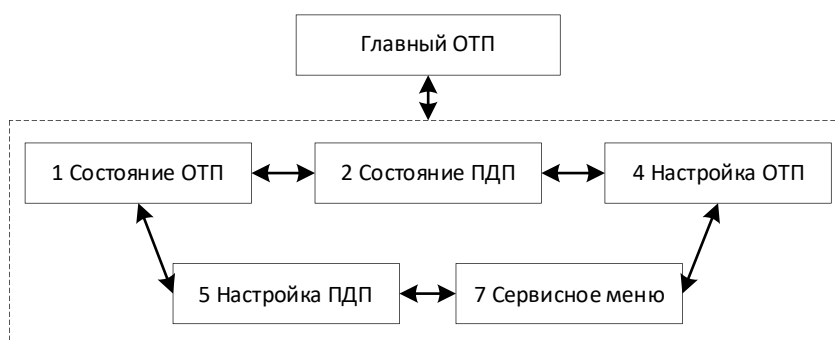 Главный ОТП
1 Состояние ОТП
2 Состояние ПДП
4 Настройка ОТП
5 Настройка ПДП
7 Сервисное меню